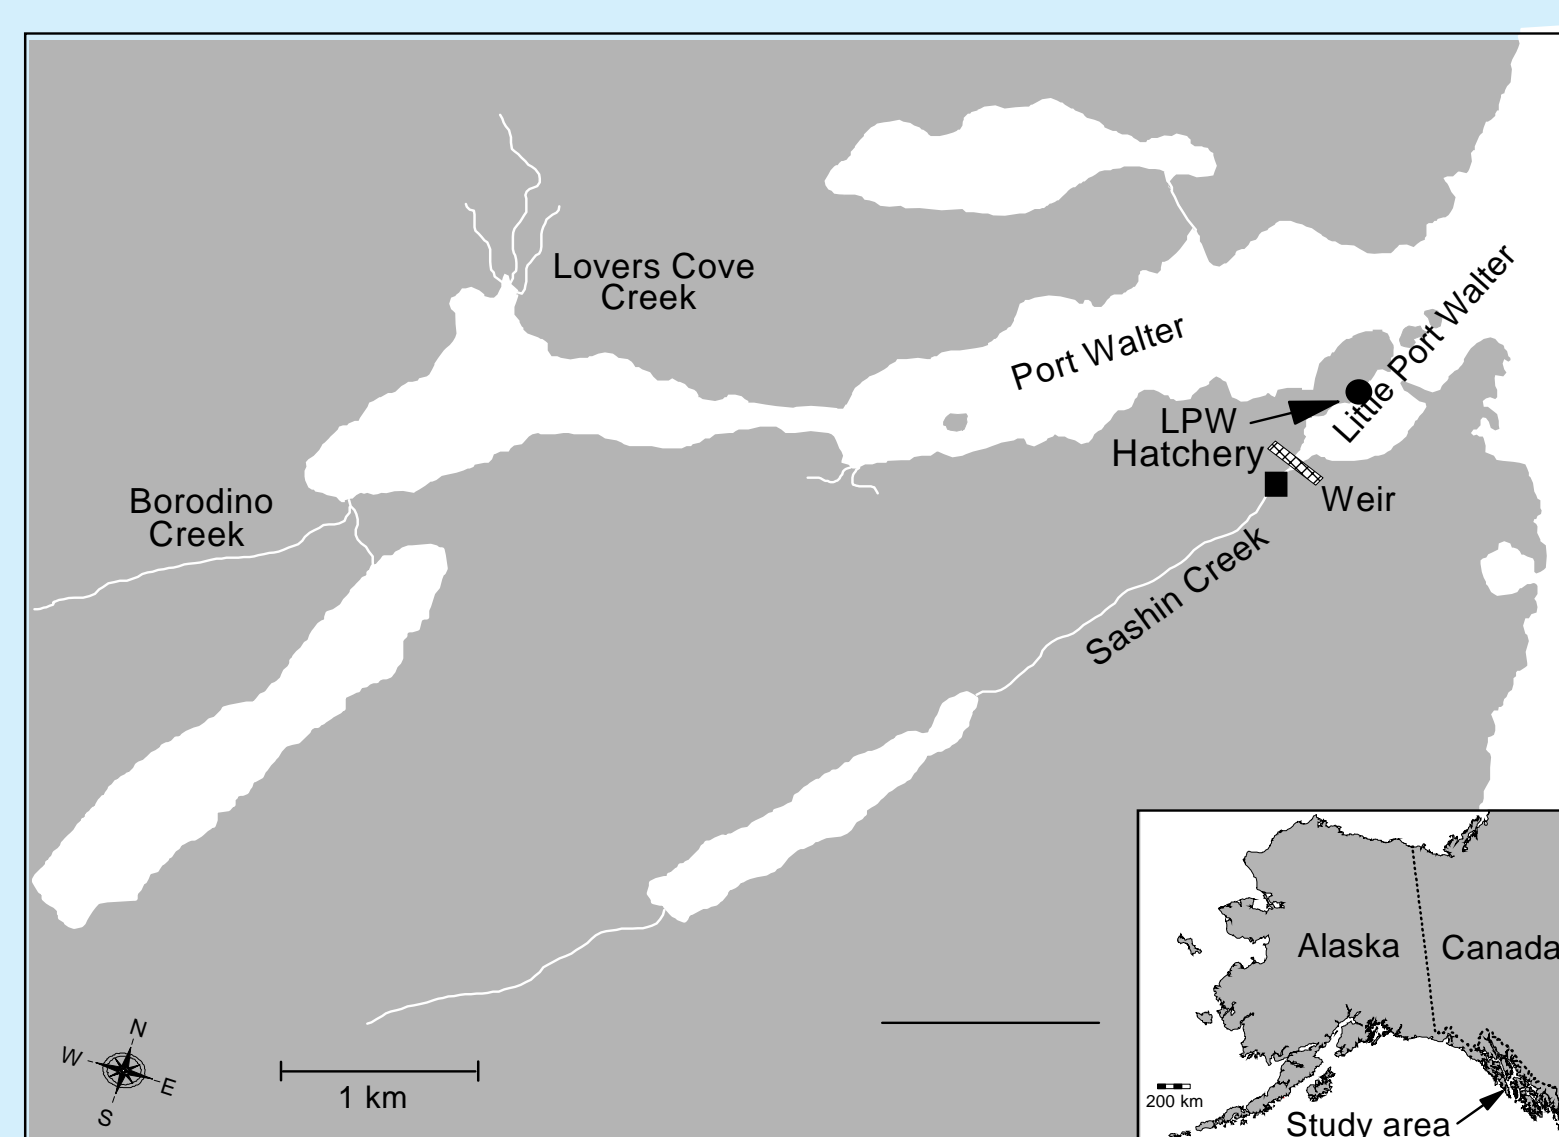 Lovers Cove
Creek
Port Walter
Little Port Walter
LPW
Hatchery
Weir
Borodino
Creek
Sashin Creek
Alaska
Canada
N
W
E
S
1 km
200 km
Study area